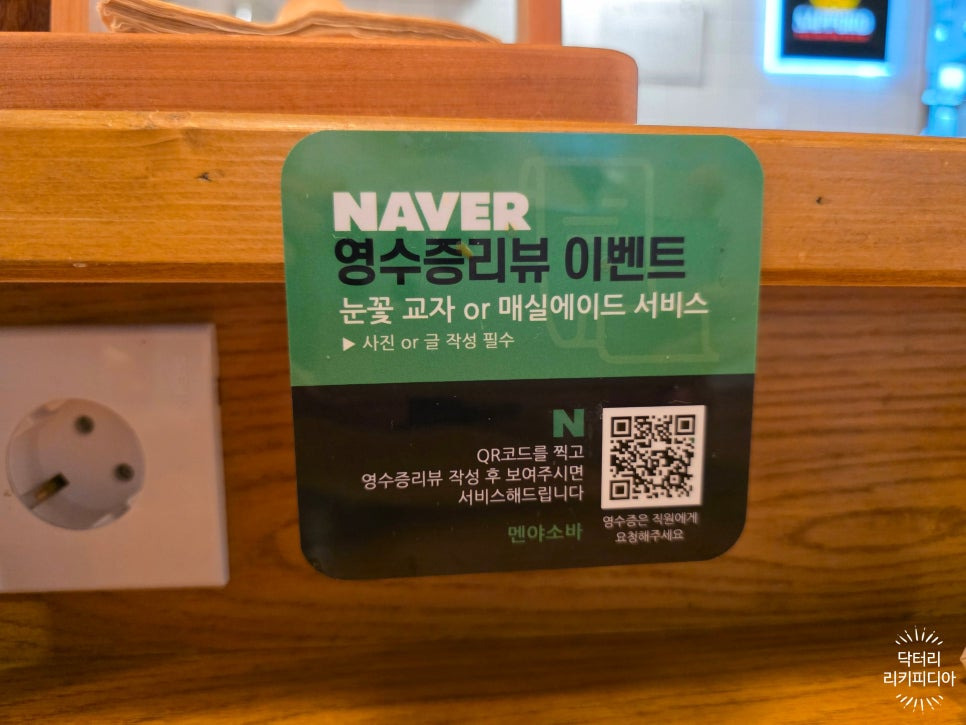 SAPPORO
NAVER
영수증리뷰 이벤트
눈꽃 교자 or 매실에이드 서비스
▶ 사진 or 글 작성 필수
N
QR코드를 찍고
영수증리뷰 작성 후 보여주시면
서비스해드립니다
멘야소바
영수증은 직원에게
요청해주세요
닥터리
리키피디아